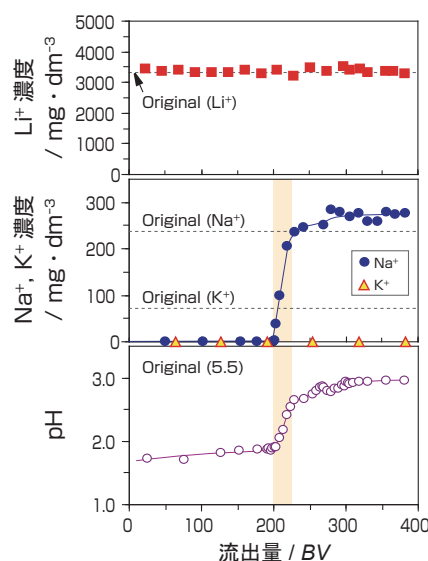 Li⁺ 濃度
/ mg・dm⁻³
5000
4000
3000
2000
1000
0
Original (Li⁺)
Na⁺, K⁺ 濃度
/ mg・dm⁻³
300
200
100
0
Original (Na⁺)
Original (K⁺)
Na⁺
K⁺
pH
3.0
2.0
1.0
Original (5.5)
0
100
200
300
400
流出量 / BV